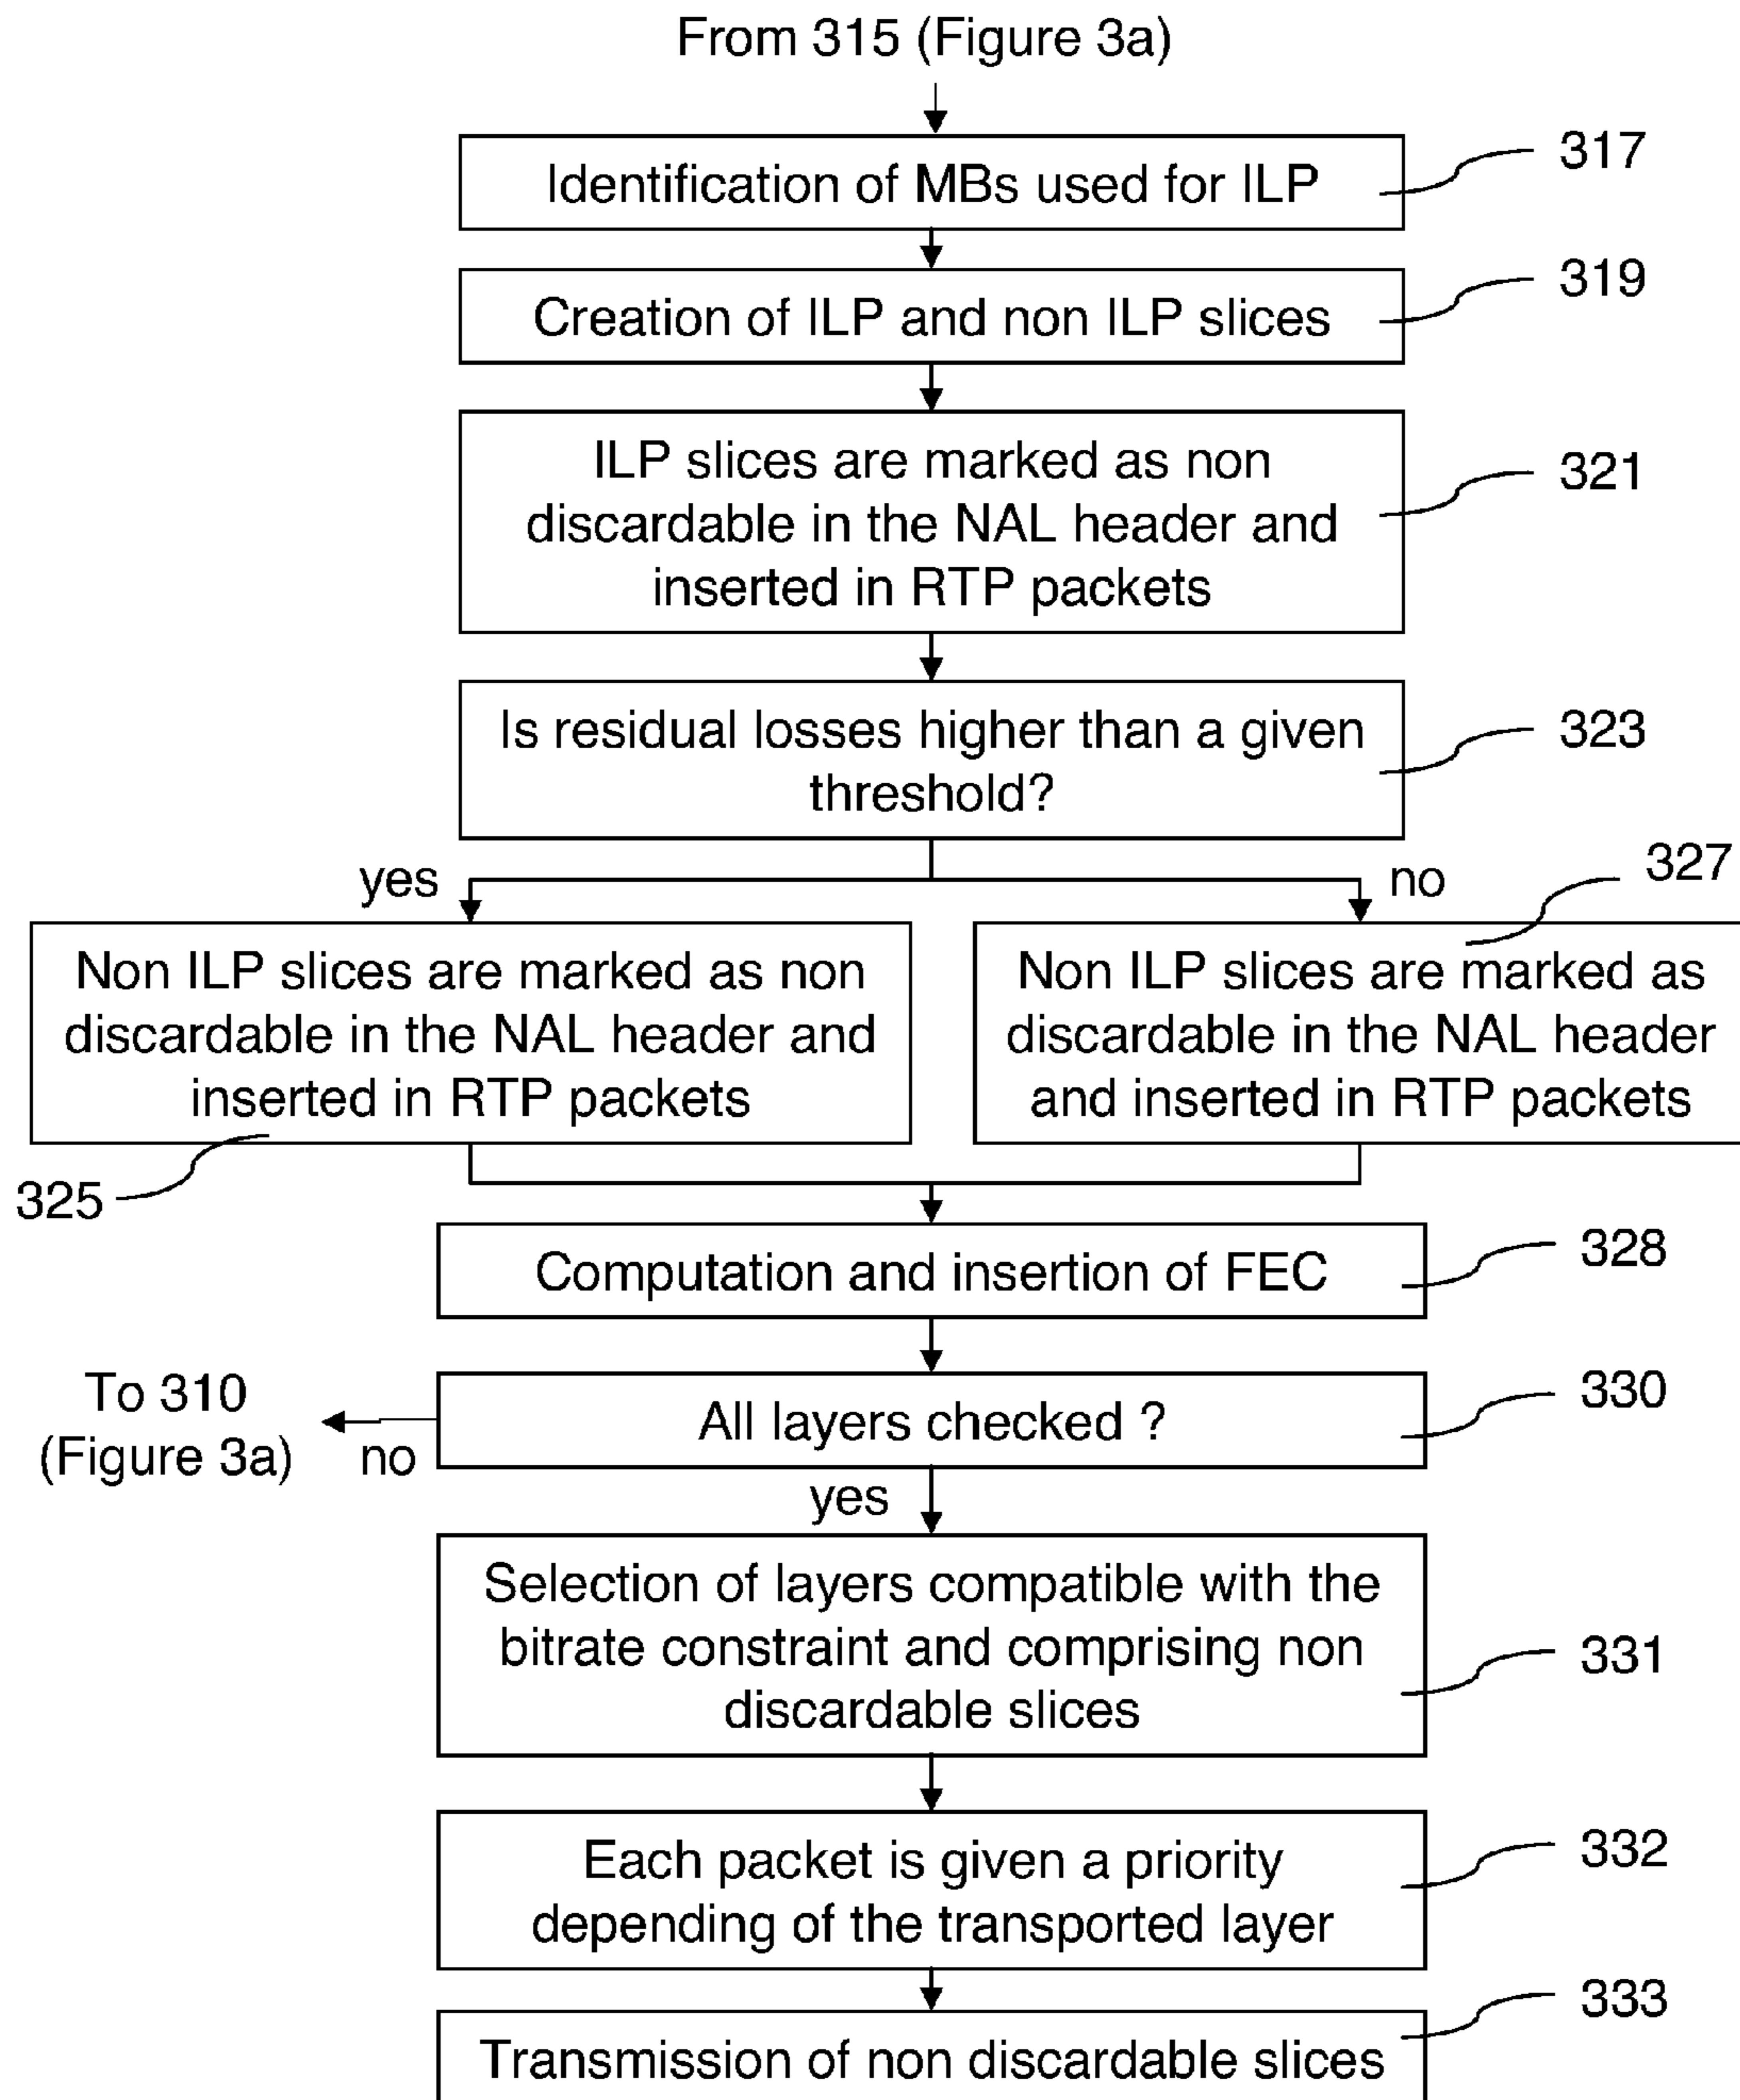 From 315 (Figure 3a)
Identification of MBs used for ILP
317
Creation of ILP and non ILP slices
319
ILP slices are marked as non
discardable in the NAL header and
inserted in RTP packets
321
Is residual losses higher than a given
threshold?
323
yes
no
327
Non ILP slices are marked as non
discardable in the NAL header and
inserted in RTP packets
325
Non ILP slices are marked as
discardable in the NAL header
and inserted in RTP packets
Computation and insertion of FEC
328
All layers checked ?
330
To 310
(Figure 3a)
no
yes
Selection of layers compatible with the
bitrate constraint and comprising non
discardable slices
331
Each packet is given a priority
depending of the transported layer
332
Transmission of non discardable slices
333